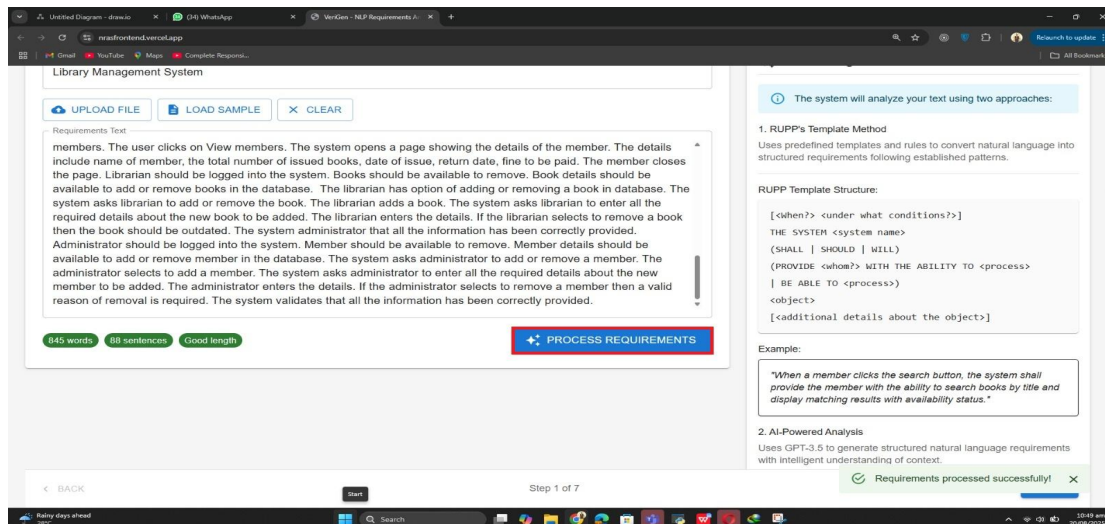 Untitled Diagram - draw.io
(34) WhatsApp
VeriGen - NLP Requirements A
nrasfrontend.vercel.app
Relaunch to update
Gmail
YouTube
Maps
Complete Responsi...
All Bookmark
Library Management System
UPLOAD FILE
LOAD SAMPLE
CLEAR
Requirements Text
members. The user clicks on View members. The system opens a page showing the details of the member. The details
include name of member, the total number of issued books, date of issue, return date, fine to be paid. The member closes
the page. Librarian should be logged into the system. Books should be available to remove. Book details should be
available to add or remove books in the database. The librarian has option of adding or removing a book in database. The
system asks librarian to add or remove the book. The librarian adds a book. The system asks librarian to enter all the
required details about the new book to be added. The librarian enters the details. If the librarian selects to remove a book
then the book should be outdated. The system administrator that all the information has been correctly provided.
Administrator should be logged into the system. Member should be available to remove. Member details should be
available to add or remove member in the database. The system asks administrator to add or remove a member. The
administrator selects to add a member. The system asks administrator to enter all the required details about the new
member to be added. The administrator enters the details. If the administrator selects to remove a member then a valid
reason of removal is required. The system validates that all the information has been correctly provided.
845 words
88 sentences
Good length
PROCESS REQUIREMENTS
The system will analyze your text using two approaches:
1. RUPP's Template Method
Uses predefined templates and rules to convert natural language into
structured requirements following established patterns.
RUPP Template Structure:
[<When?> <under what conditions?>]
THE SYSTEM <system name>
(SHALL | SHOULD | WILL)
(PROVIDE <whom?> WITH THE ABILITY TO <process>
| BE ABLE TO <process>)
<object>
[<additional details about the object>]
Example:
"When a member clicks the search button, the system shall
provide the member with the ability to search books by title and
display matching results with availability status."
2. AI-Powered Analysis
Uses GPT-3.5 to generate structured natural language requirements
with intelligent understanding of context.
Requirements processed successfully!
BACK
Start
Step 1 of 7
Rainy days ahead
Search
10:49 am